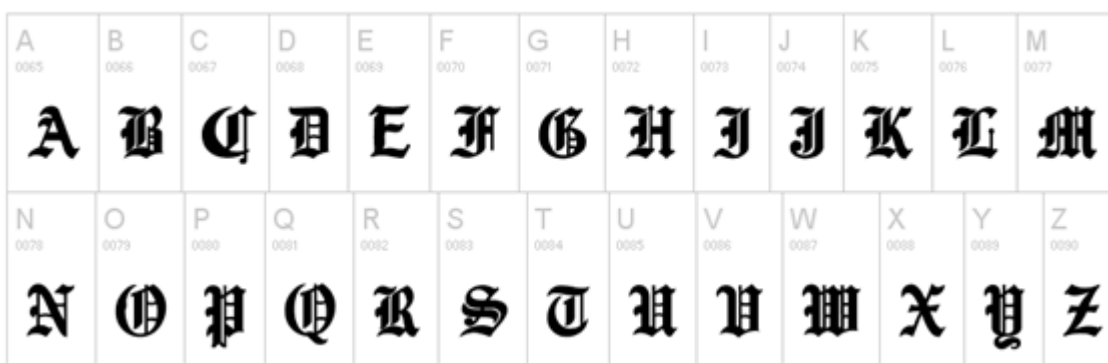 A B C D E F G H I J K L M
0065 0066 0067 0068 0069 0070 0071 0072 0073 0074 0075 0076 0077
A B C D E F G H I J K L M
N O P Q R S T U V W X Y Z
0078 0079 0080 0081 0082 0083 0084 0085 0086 0087 0088 0089 0090
N O P Q R S T U V W X Y Z